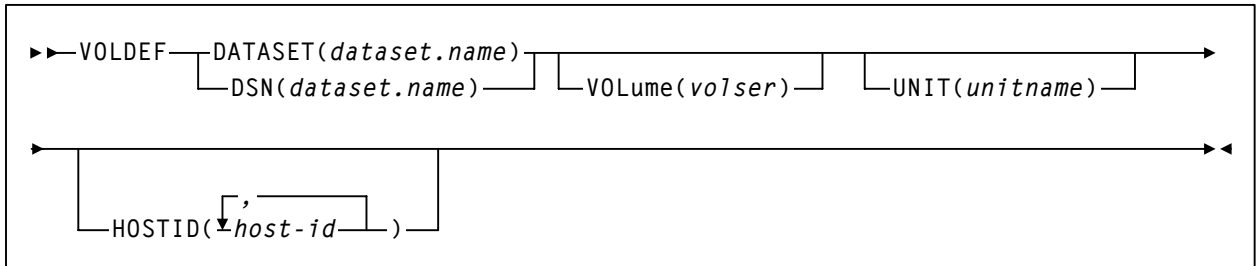 VOLDEF DATASET(dataset.name)
DSN(dataset.name) VOLume(volser) UNIT(unitname)
,
HOSTID( host-id )